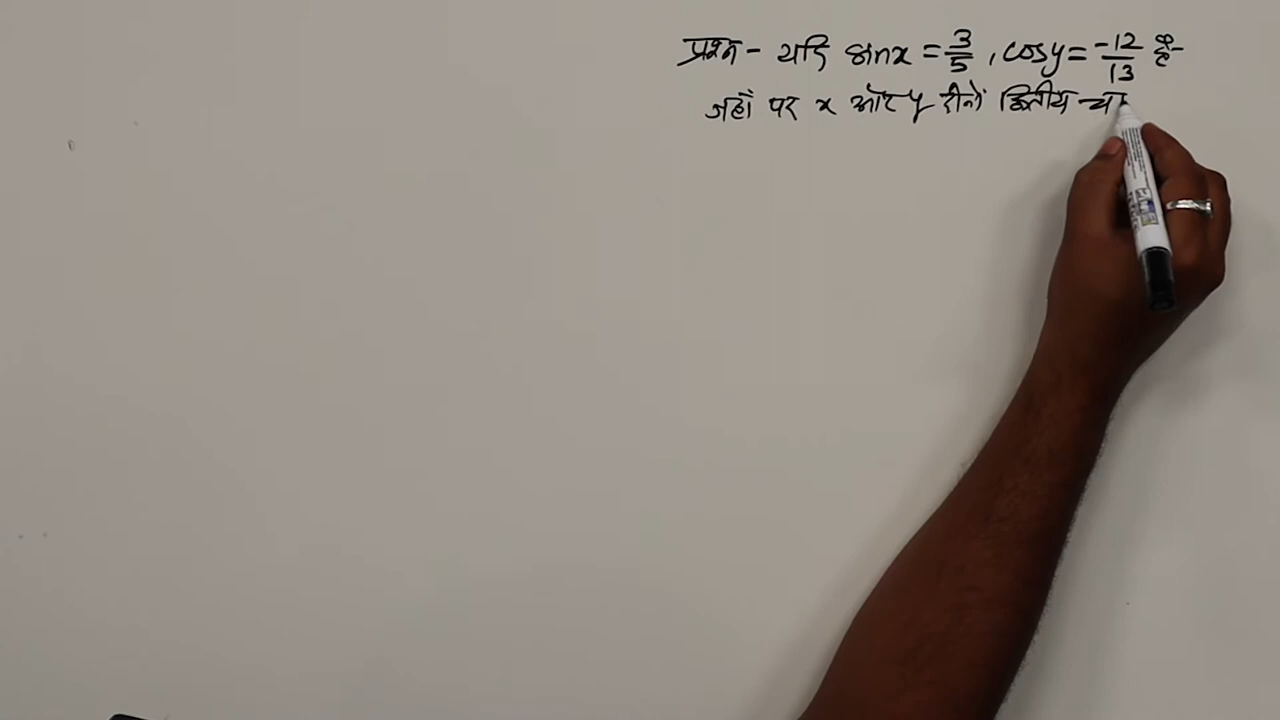 प्रश्न - यदि sinx = 3/5 , cosy = -12/13 है
जहाँ पर x और y दोनों द्वितीय च